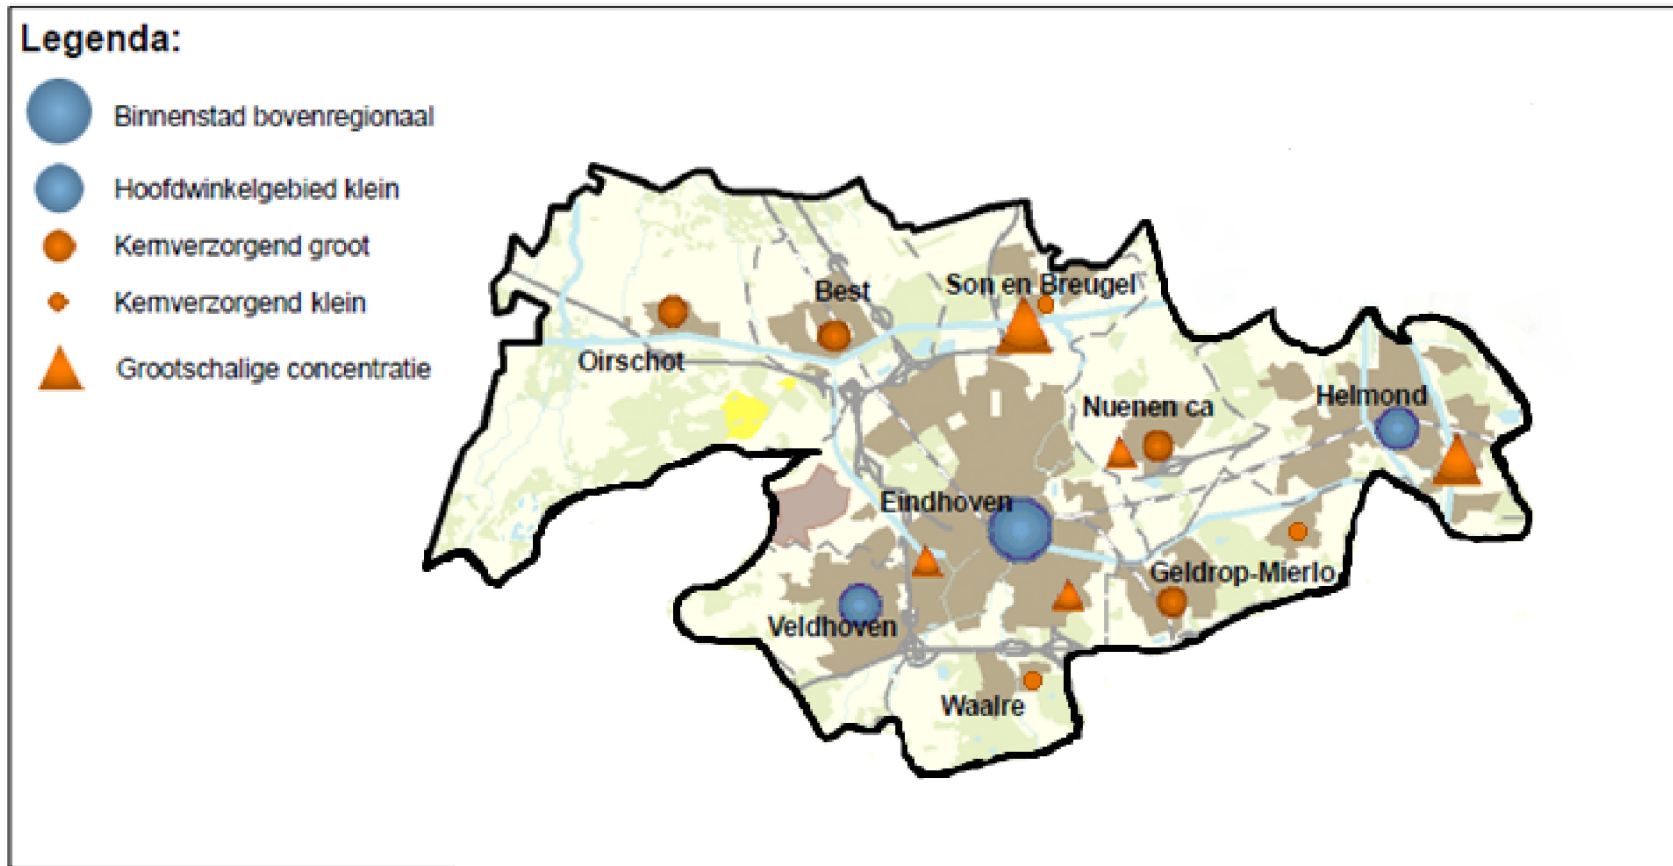 Legenda:
Binnenstad bovenregionaal
Hoofdwinkelgebied klein
Kernverzorgend groot
Kernverzorgend klein
Grootschalige concentratie
Son en Breugel
Best
Oirschot
Helmond
Nuenen ca
Eindhoven
Geldrop-Mierlo
Veldhoven
Waalre